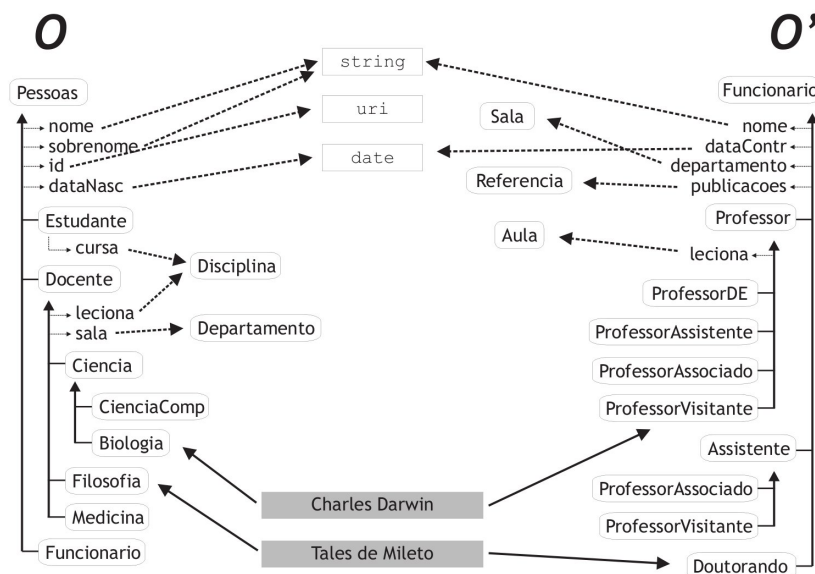 O
O'
string
Pessoas
Funcionario
nome
uri
Sala
nome
sobrenome
dataContr
id
date
departamento
dataNasc
Referencia
publicacoes
Estudante
Professor
cursa
Aula
leciona
Disciplina
Docente
ProfessorDE
leciona
sala
Departamento
ProfessorAssistente
Ciencia
ProfessorAssociado
CienciaComp
ProfessorVisitante
Biologia
Assistente
Filosofia
ProfessorAssociado
Charles Darwin
Medicina
ProfessorVisitante
Funcionario
Tales de Mileto
Doutorando